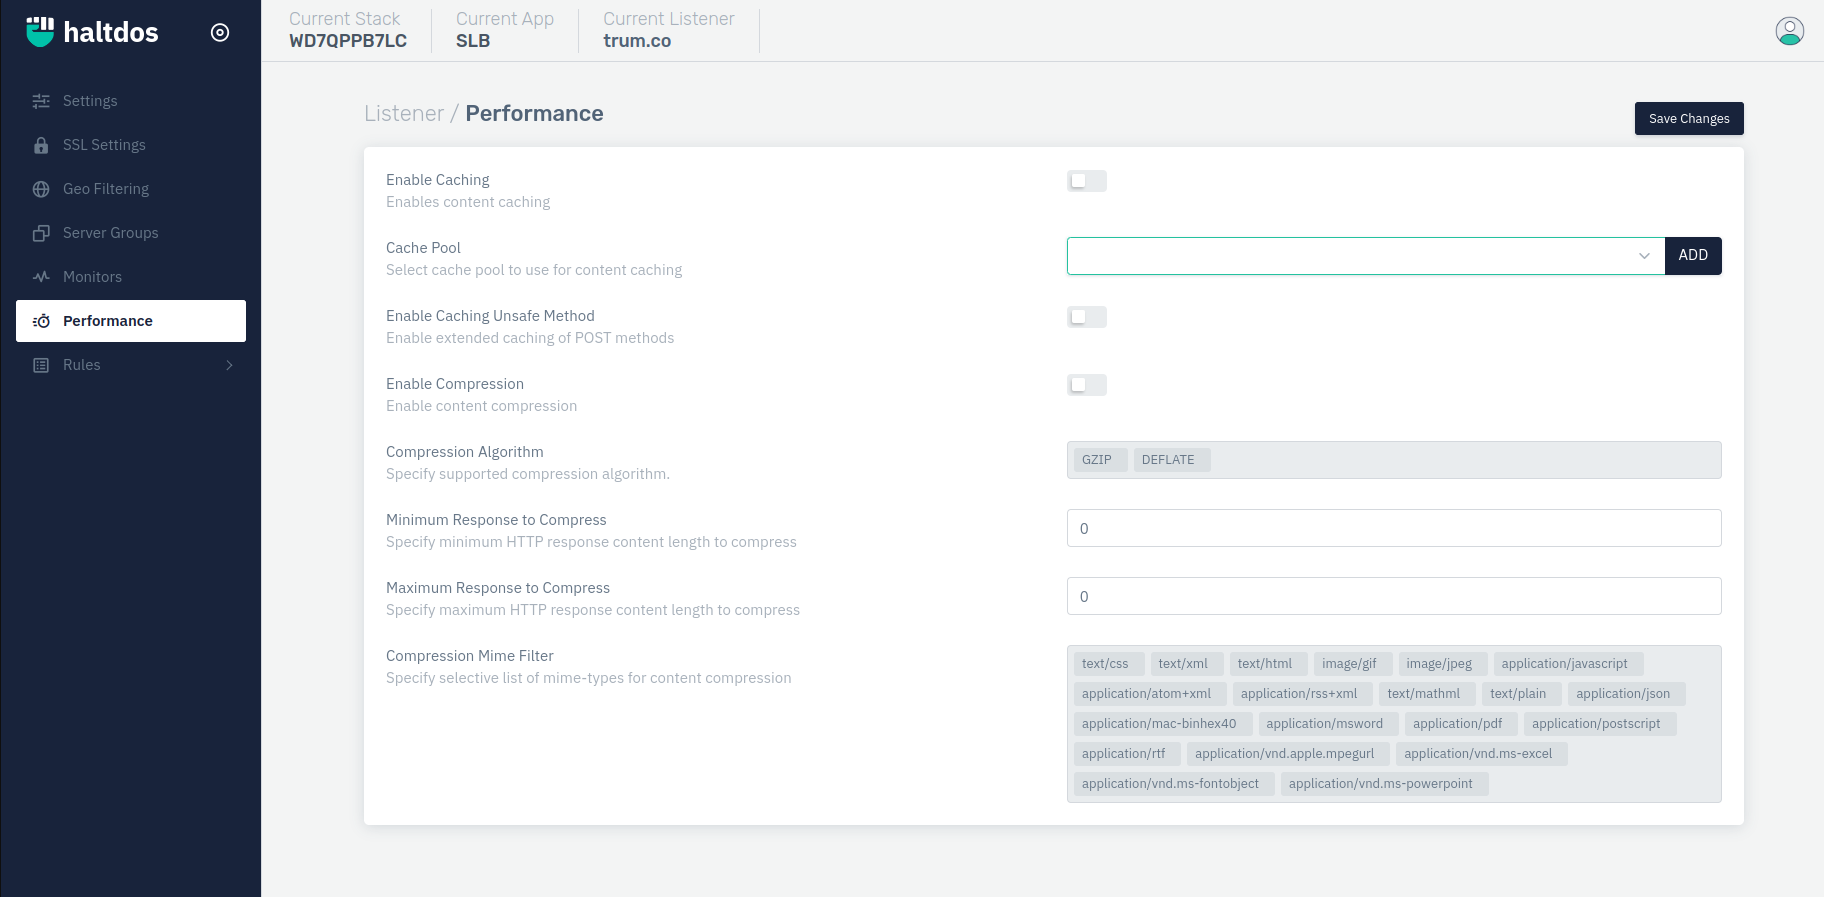 haltdos
Settings
SSL Settings
Geo Filtering
Server Groups
Monitors
Performance
Rules
Current Stack
WD7QPPB7LC
Current App
SLB
Current Listener
trum.co
Listener / Performance
Save Changes
Enable Caching
Enables content caching
Cache Pool
Select cache pool to use for content caching
ADD
Enable Caching Unsafe Method
Enable extended caching of POST methods
Enable Compression
Enable content compression
Compression Algorithm
Specify supported compression algorithm.
GZIP DEFLATE
Minimum Response to Compress
Specify minimum HTTP response content length to compress
0
Maximum Response to Compress
Specify maximum HTTP response content length to compress
0
Compression Mime Filter
Specify selective list of mime-types for content compression
text/css text/xml text/html image/gif image/jpeg application/javascript
application/atom+xml application/rss+xml text/mathml text/plain application/json
application/mac-binhex40 application/msword application/pdf application/postscript
application/rtf application/vnd.apple.mpegurl application/vnd.ms-excel
application/vnd.ms-fontobject application/vnd.ms-powerpoint